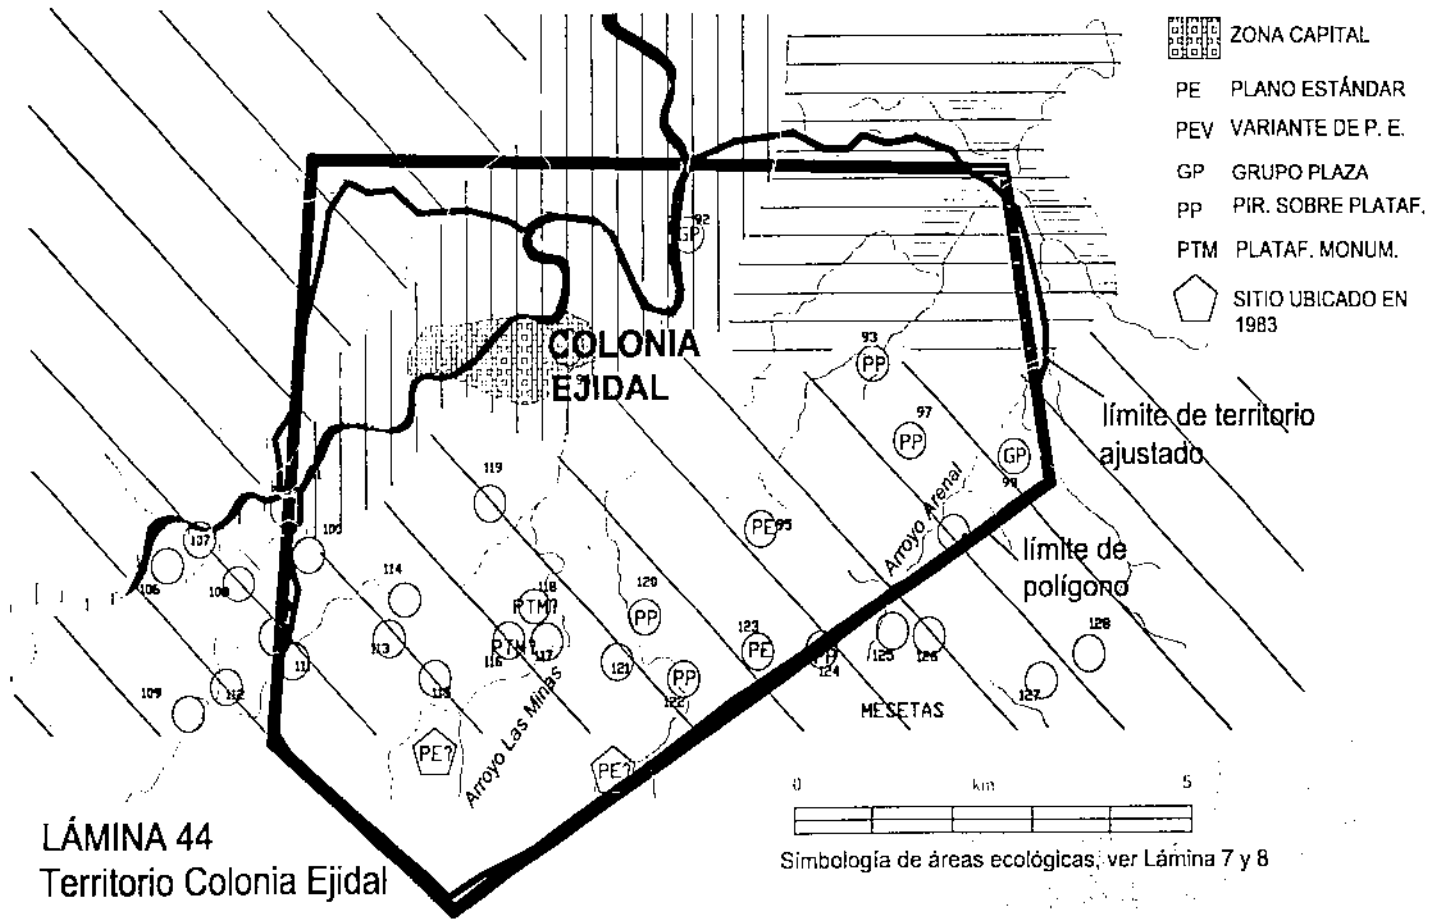 ZONA CAPITAL
PE PLANO ESTÁNDAR
PEV VARIANTE DE P. E.
GP GRUPO PLAZA
PP PIR. SOBRE PLATAF.
PTM PLATAF. MONUM.
SITIO UBICADO EN
1983
92
GP
COLONIA
EJIDAL
93
PP
97
PP
GP
límite de territorio
ajustado
119
PE
95
Arroyo Arenal
límite de
polígono
107
106
108
114
118
PTM?
120
PP
113
116
PTM?
117
121
123
PE
PP
124
125
126
128
11
109
112
PP
122
127
MESETAS
PE?
Arroyo Las Minas
PE?
0 km 5
LÁMINA 44
Territorio Colonia Ejidal
Simbología de áreas ecológicas, ver Lámina 7 y 8